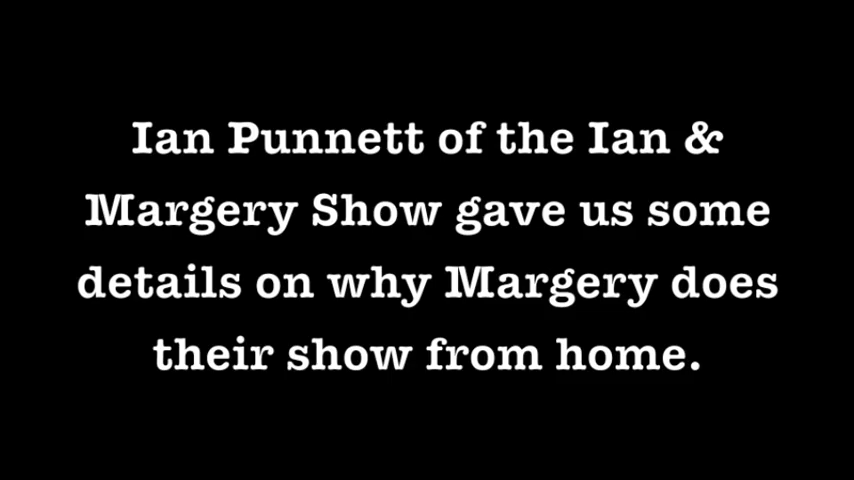 Ian Punnett of the Ian &
Margery Show gave us some
details on why Margery does
their show from home.